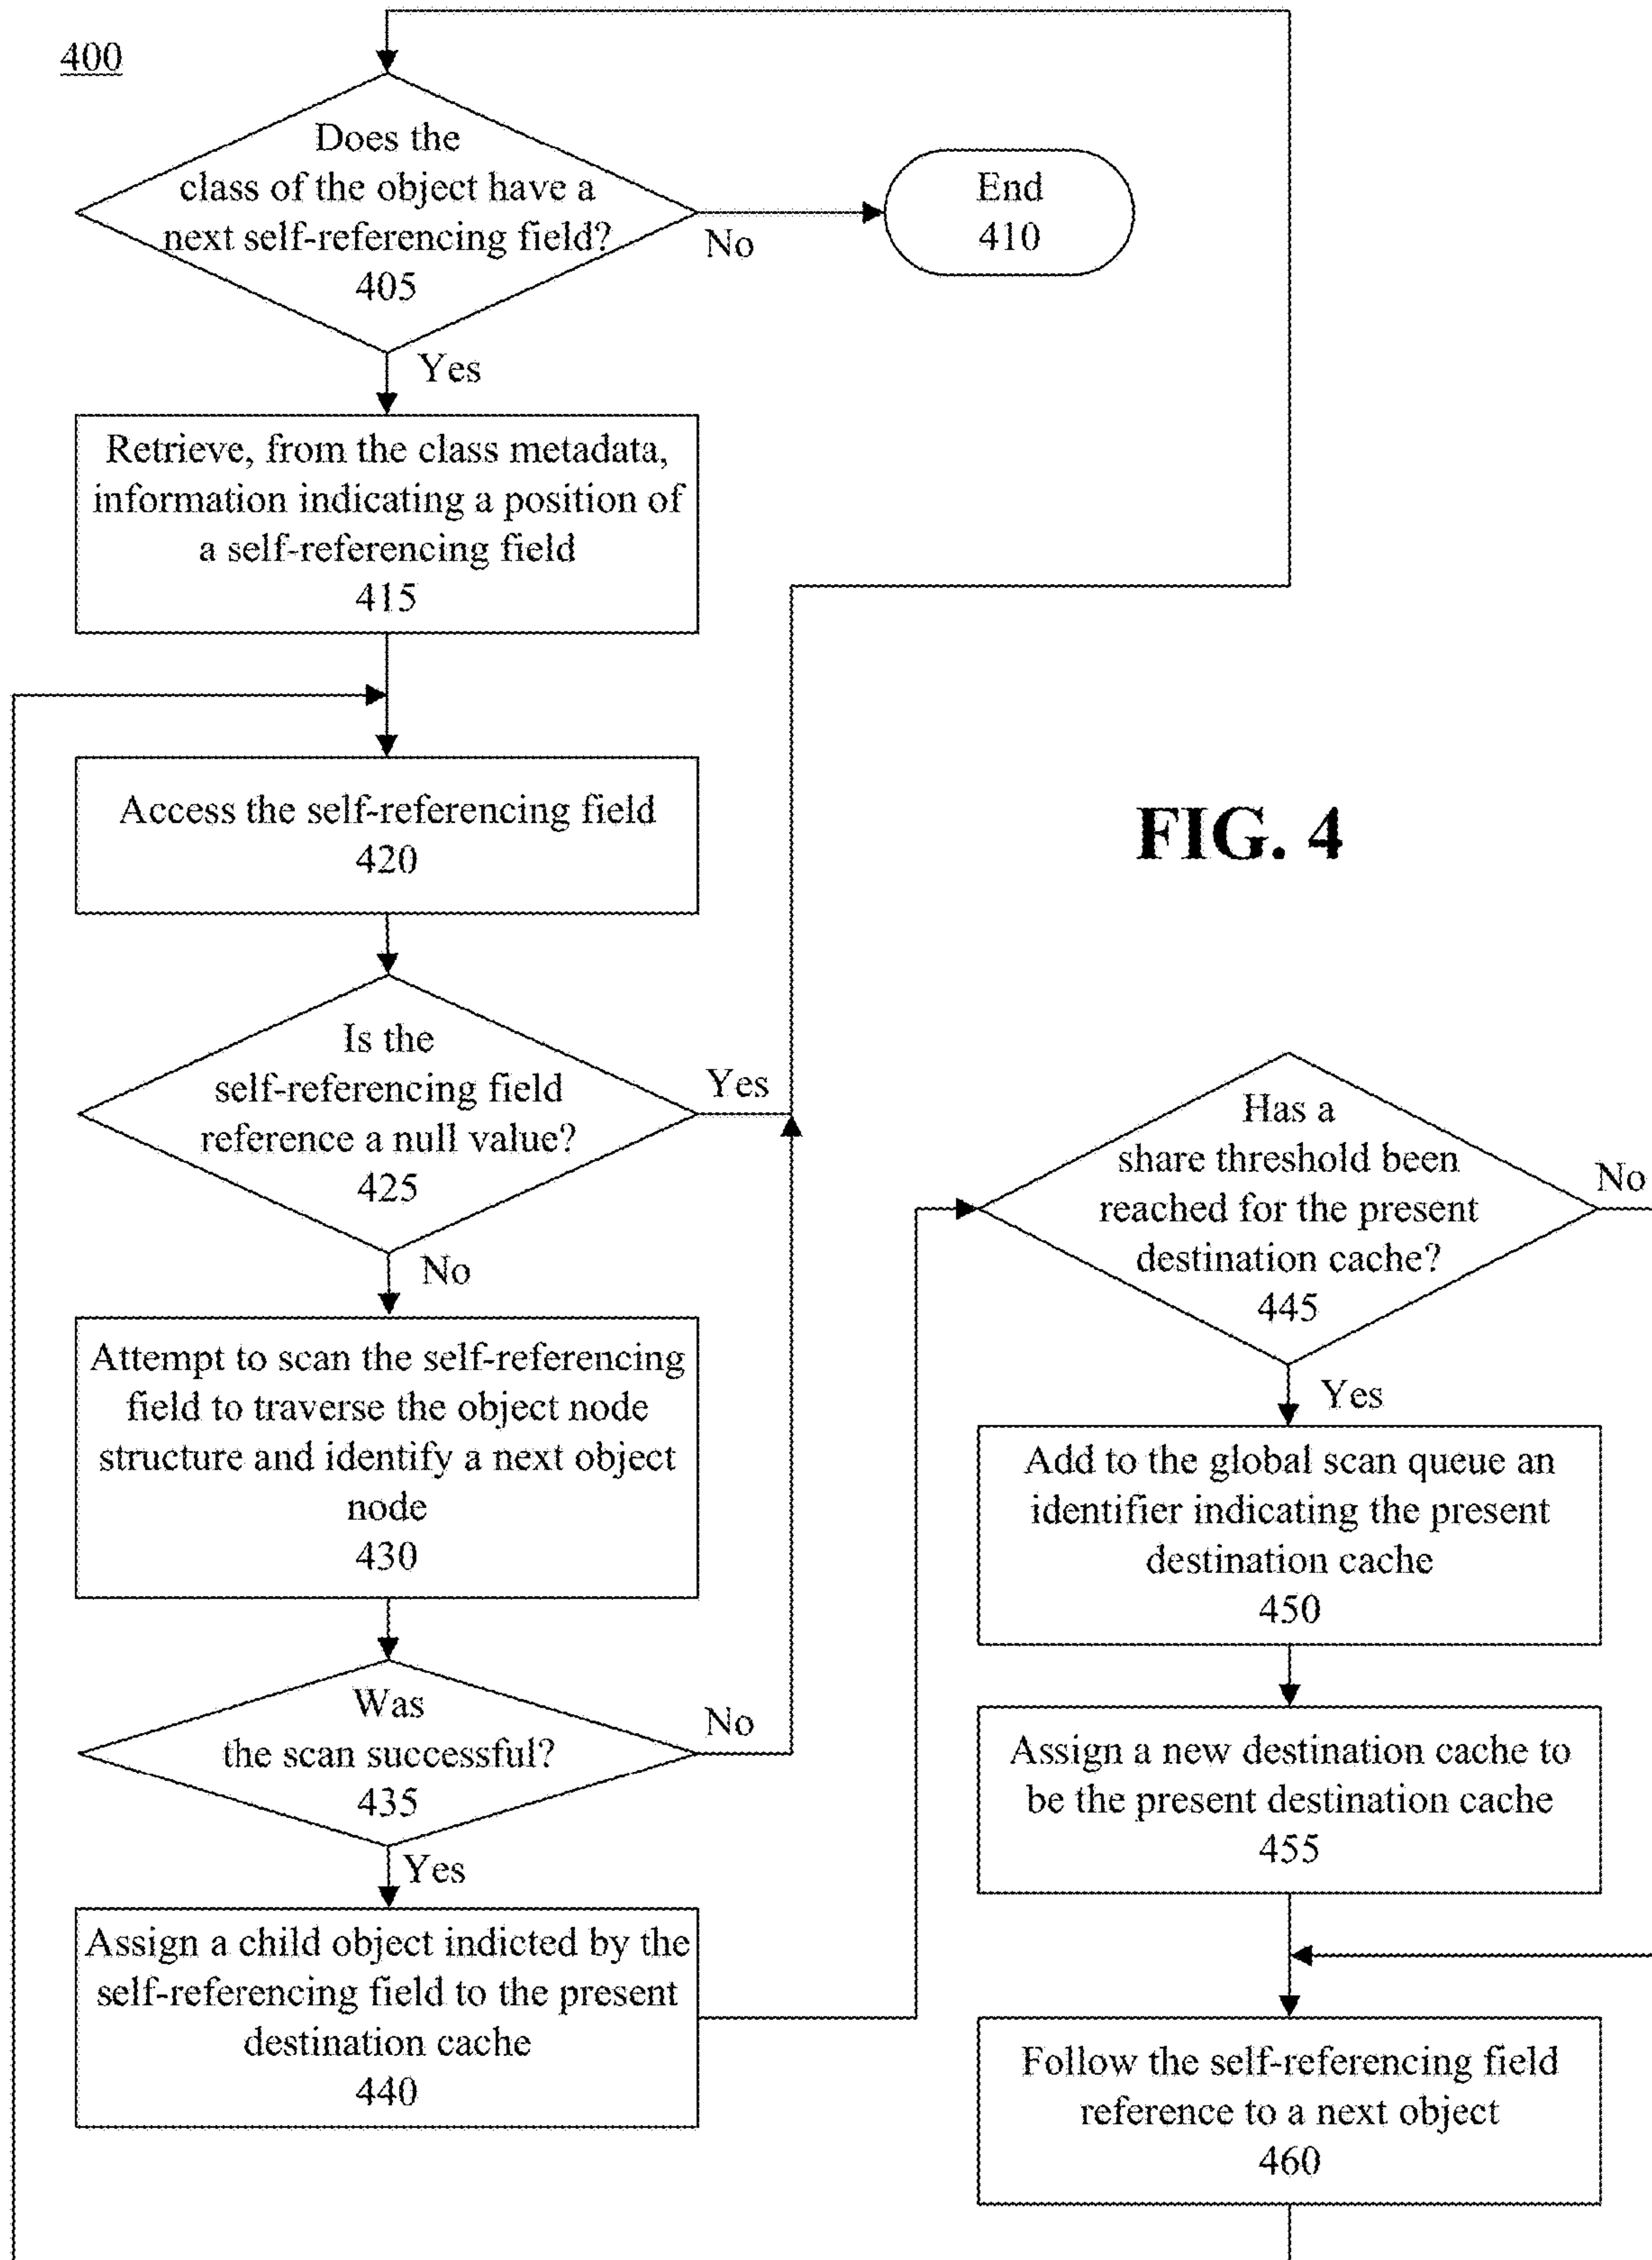 400
Does the
class of the object have a
next self-referencing field?
405
No
End
410
Yes
Retrieve, from the class metadata,
information indicating a position of
a self-referencing field
415
Access the self-referencing field
420
FIG. 4
Is the
self-referencing field
reference a null value?
425
Yes
No
Attempt to scan the self-referencing
field to traverse the object node
structure and identify a next object
node
430
Was
the scan successful?
435
No
Yes
Assign a child object indicted by the
self-referencing field to the present
destination cache
440
Has a
share threshold been
reached for the present
destination cache?
445
No
Yes
Add to the global scan queue an
identifier indicating the present
destination cache
450
Assign a new destination cache to
be the present destination cache
455
Follow the self-referencing field
reference to a next object
460